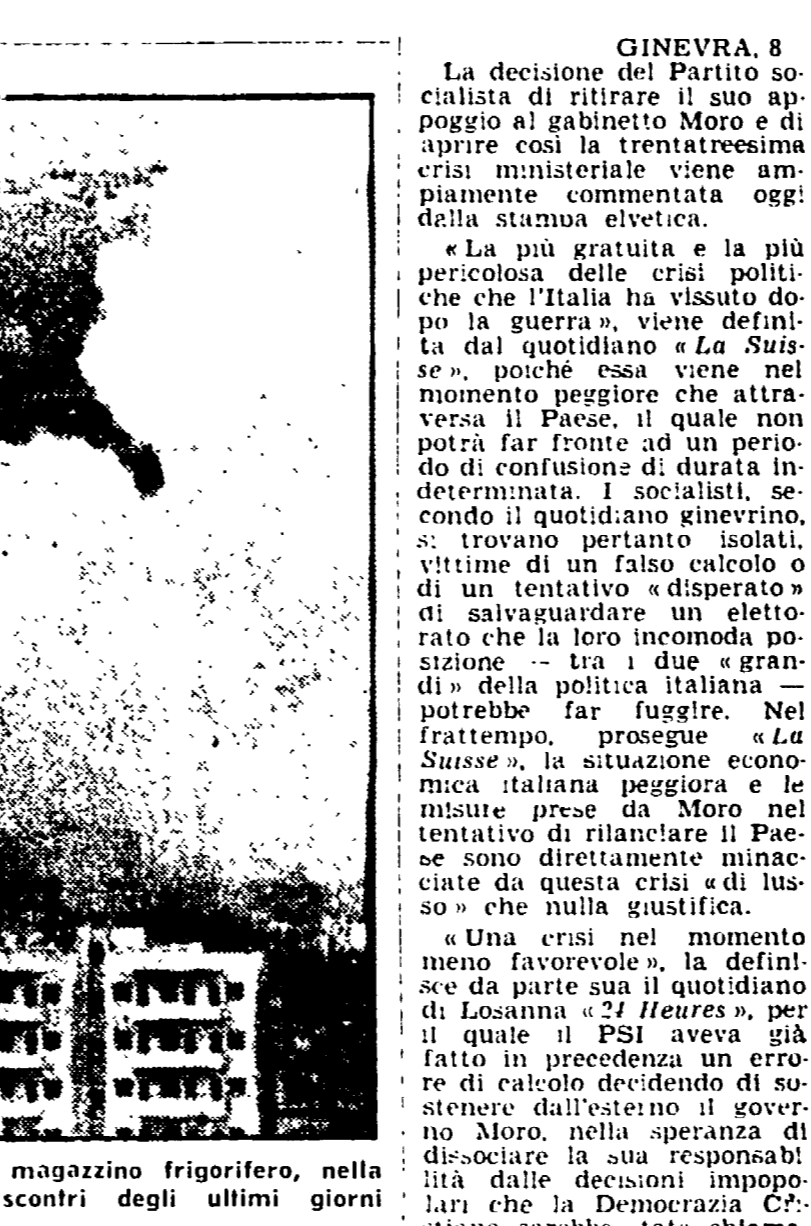 GINEVRA, 8
La decisione del Partito so-
cialista di ritirare il suo ap-
poggio al gabinetto Moro e di
aprire così la trentatreesima
crisi ministeriale viene am-
piamente commentata oggi
dalla stampa elvetica.
« La più gratuita e la più
pericolosa delle crisi politi-
che che l'Italia ha vissuto do-
po la guerra », viene defini-
ta dal quotidiano « La Suis-
se », poiché essa viene nel
momento peggiore che attra-
versa il Paese, il quale non
potrà far fronte ad un perio-
do di confusione di durata in-
determinata. I socialisti, se-
condo il quotidiano ginevrino,
si trovano pertanto isolati,
vittime di un falso calcolo o
di un tentativo « disperato »
di salvaguardare un eletto-
rato che la loro incomoda po-
sizione -- tra i due « gran-
di » della politica italiana —
potrebbe far fuggire. Nel
frattempo, prosegue « La
Suisse », la situazione econo-
mica italiana peggiora e le
misure prese da Moro nel
tentativo di rilanciare il Pae-
se sono direttamente minac-
ciate da questa crisi « di lus-
so » che nulla giustifica.
« Una crisi nel momento
meno favorevole », la defini-
sce da parte sua il quotidiano
di Losanna « 24 Heures », per
il quale il PSI aveva già
fatto in precedenza un erro-
re di calcolo decidendo di so-
stenere dall'esterno il gover-
no Moro, nella speranza di
dissociare la sua responsabi
lità dalle decisioni impopo-
lari che la Democrazia Cri-
magazzino frigorifero, nella
scontri degli ultimi giorni